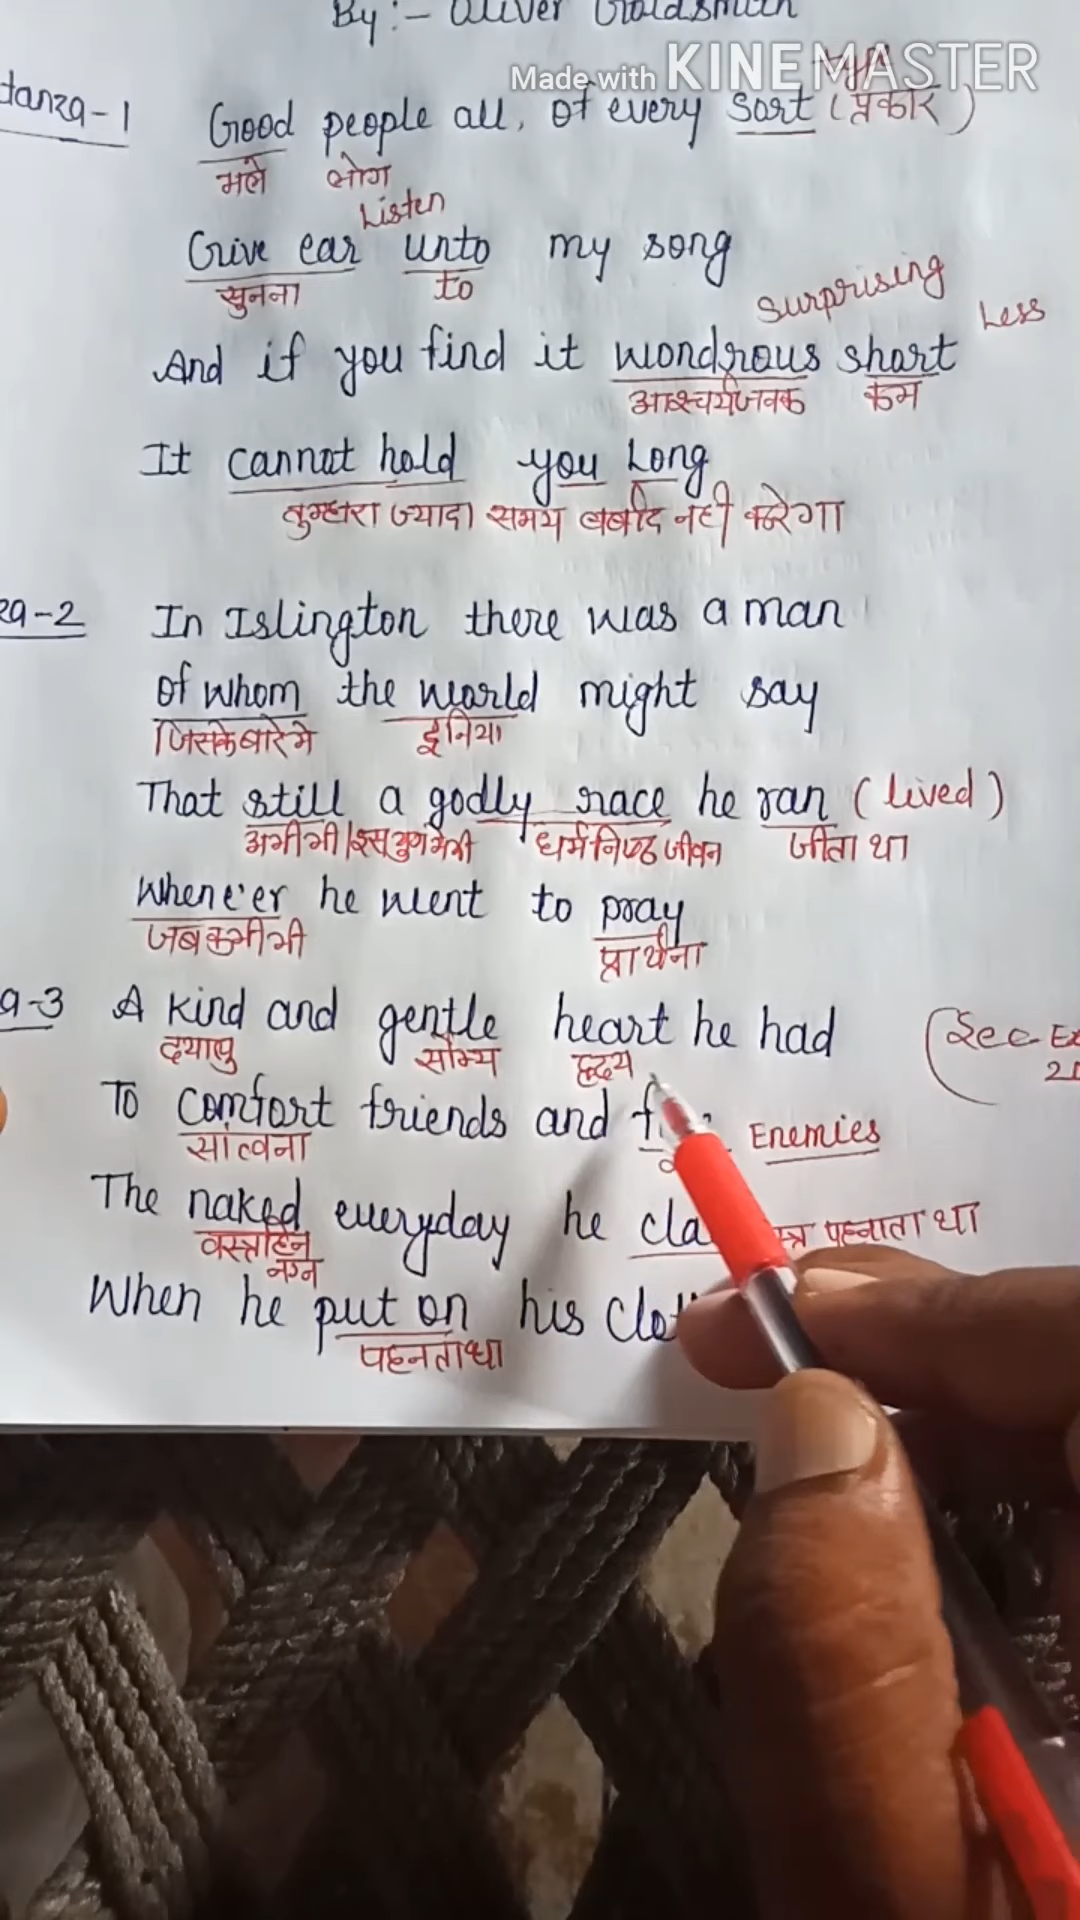 By:- Oliver Goldsmith
Made with KINEMASTER
tanza-1
Good people all, of every sort (प्रकार)
भले लोग
Listen
Give ear unto my song
सुनना to
Surprising Less
And if you find it wondrous short
आश्चर्यजनक कम
It cannot hold you Long
तुम्हारा ज्यादा समय बर्बाद नही करेगा
za-2 In Islington there was a man
of whom the world might say
जिसके बारे मे दुनिया
That still a godly race he ran (lived)
अभी भी/इस युग मे भी धर्मनिष्ठ जीवन जीता था
Whene'er he went to pray
जब कभी भी प्रार्थना
a-3 A kind and gentle heart he had (See Ex
दयालु सौम्य हृदय
To comfort friends and Enemies
सांत्वना
The naked everyday he पहनाता था
वस्त्रहिन
नग्न
When he put on his
पहनता था